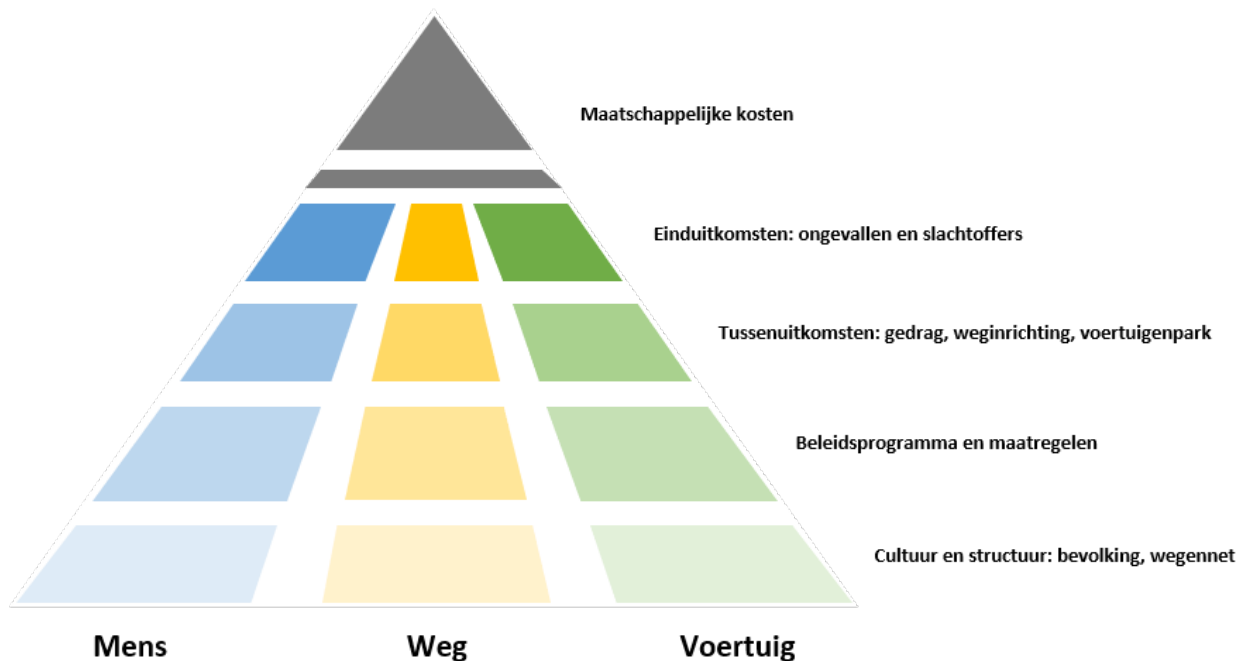 Maatschappelijke kosten
Einduitkomsten: ongevallen en slachtoffers
Tussenuitkomsten: gedrag, weginrichting, voertuigenpark
Beleidsprogramma en maatregelen
Cultuur en structuur: bevolking, wegennet
Mens Weg Voertuig